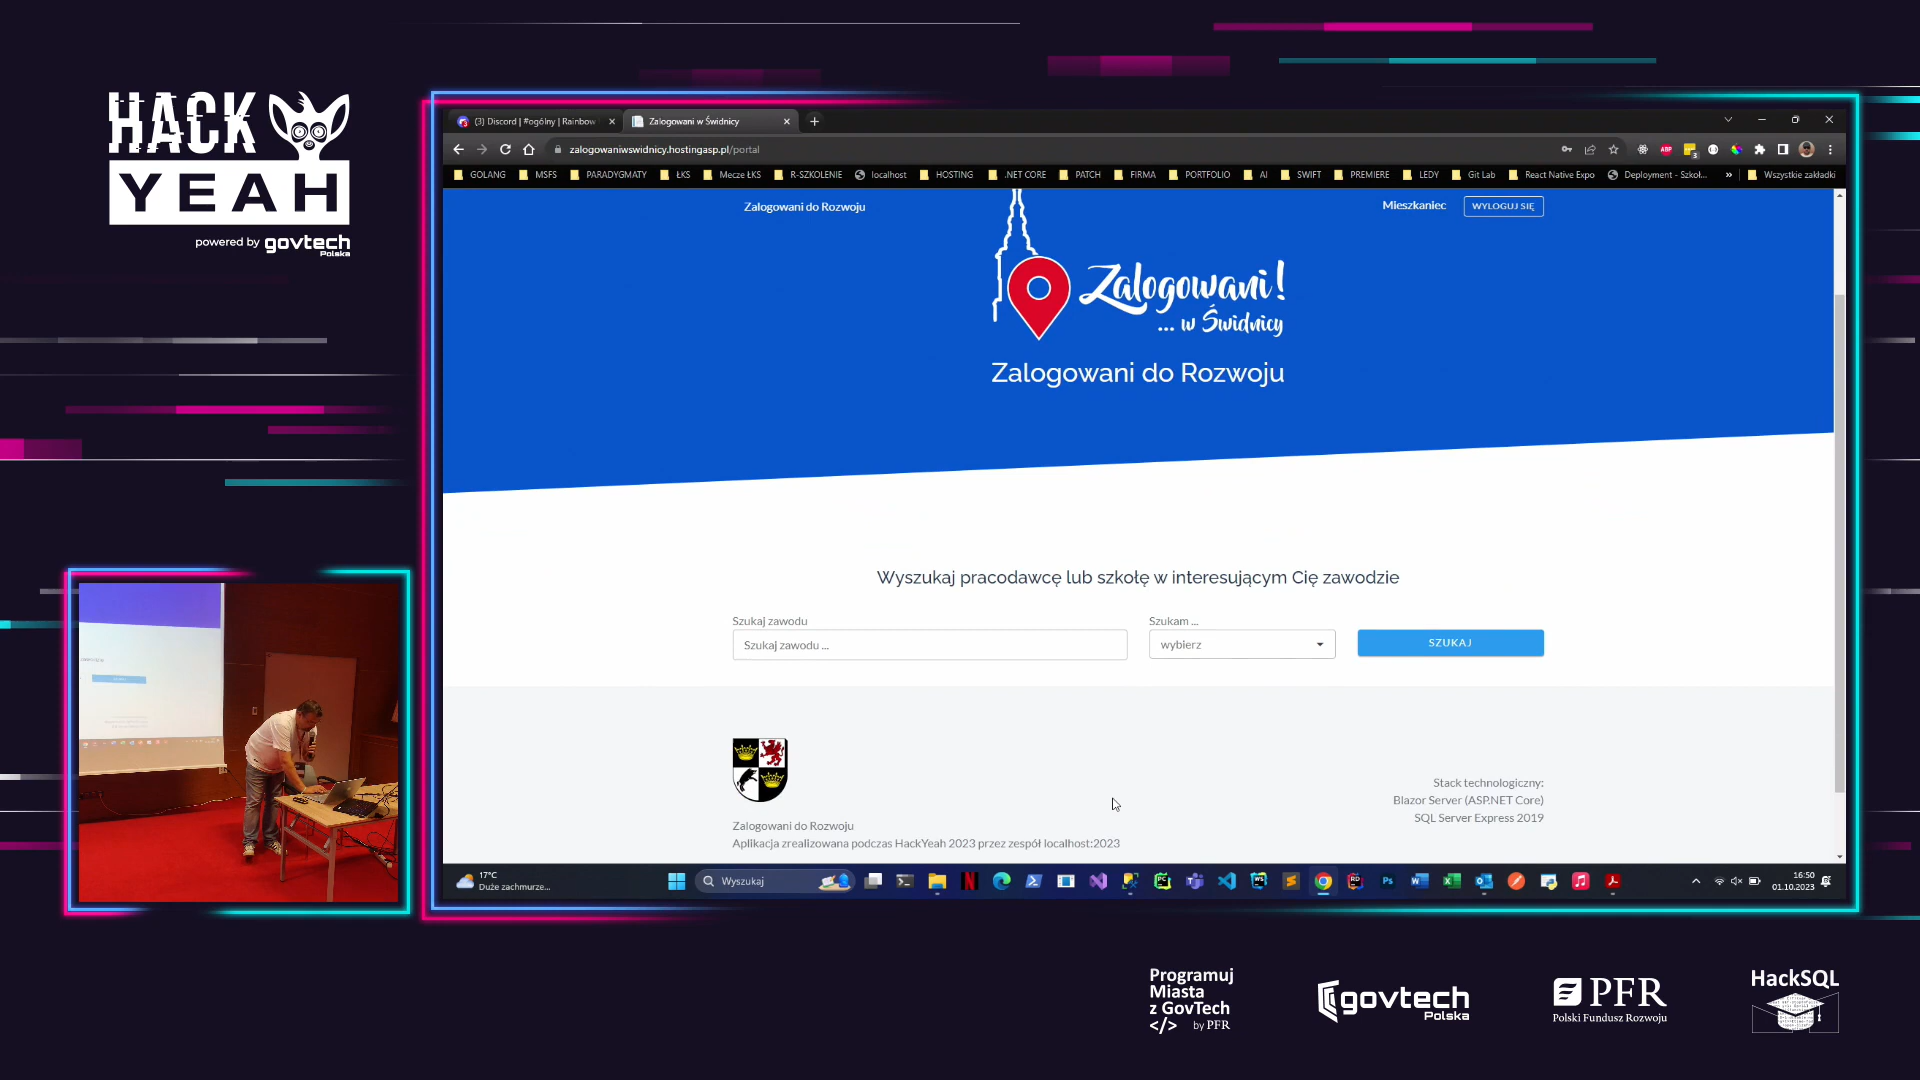 HACK
YEAH
powered by govtech
Polska
(3) Discord | #ogólny | Rainbow
Zalogowani w Świdnicy
zalogowaniwswidnicy.hostingasp.pl/portal
GOLANG
MSFS
PARADYGMATY
ŁKS
Mecze ŁKS
R-SZKOLENIE
localhost
HOSTING
.NET CORE
PATCH
FIRMA
PORTFOLIO
AI
SWIFT
PREMIERE
LEDY
Git Lab
React Native Expo
Deployment - Szkol...
»
Wszystkie zakładki
Zalogowani do Rozwoju
Mieszkaniec
WYLOGUJ SIĘ
Zalogowani!
... w Świdnicy
Zalogowani do Rozwoju
Wyszukaj pracodawcę lub szkołę w interesującym Cię zawodzie
Szukaj zawodu
Szukam ...
Szukaj zawodu ...
wybierz
SZUKAJ
Stack technologiczny:
Blazor Server (ASP.NET Core)
SQL Server Express 2019
Zalogowani do Rozwoju
Aplikacja zrealizowana podczas HackYeah 2023 przez zespół localhost:2023
17°C
Duże zachmurze...
Wyszukaj
16:50
01.10.2023
Programuj
Miasta
z GovTech
</> by PFR
govtech
Polska
PFR
Polski Fundusz Rozwoju
HackSQL